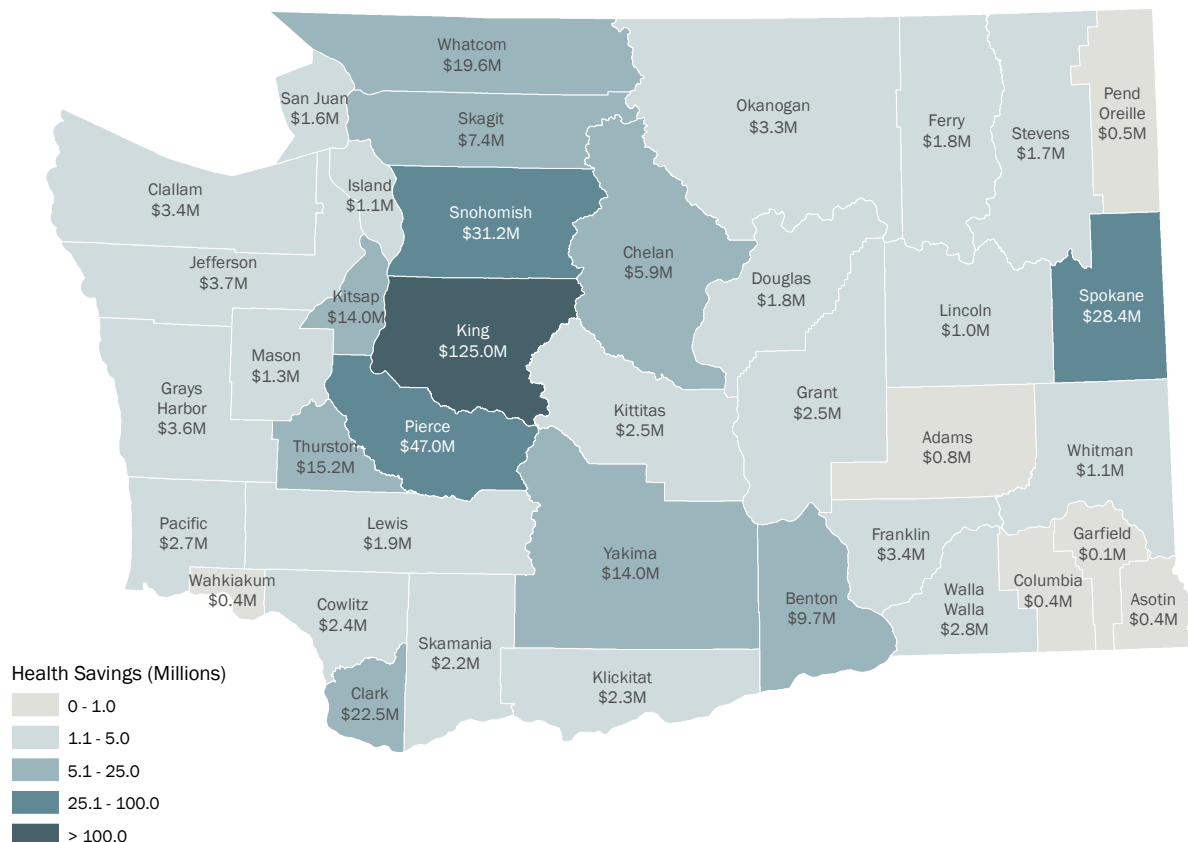 Whatcom
$19.6M
San Juan
$1.6M
Skagit
$7.4M
Okanogan
$3.3M
Ferry
$1.8M
Stevens
$1.7M
Pend
Oreille
$0.5M
Clallam
$3.4M
Island
$1.1M
Snohomish
$31.2M
Chelan
$5.9M
Jefferson
$3.7M
Kitsap
$14.0M
Douglas
$1.8M
Lincoln
$1.0M
Spokane
$28.4M
King
$125.0M
Mason
$1.3M
Grays
Harbor
$3.6M
Kittitas
$2.5M
Grant
$2.5M
Adams
$0.8M
Whitman
$1.1M
Thurston
$15.2M
Pierce
$47.0M
Pacific
$2.7M
Lewis
$1.9M
Yakima
$14.0M
Franklin
$3.4M
Garfield
$0.1M
Wahkiakum
$0.4M
Cowlitz
$2.4M
Benton
$9.7M
Walla
Walla
$2.8M
Columbia
$0.4M
Asotin
$0.4M
Skamania
$2.2M
Klickitat
$2.3M
Clark
$22.5M
Health Savings (Millions)
0 - 1.0
1.1 - 5.0
5.1 - 25.0
25.1 - 100.0
> 100.0